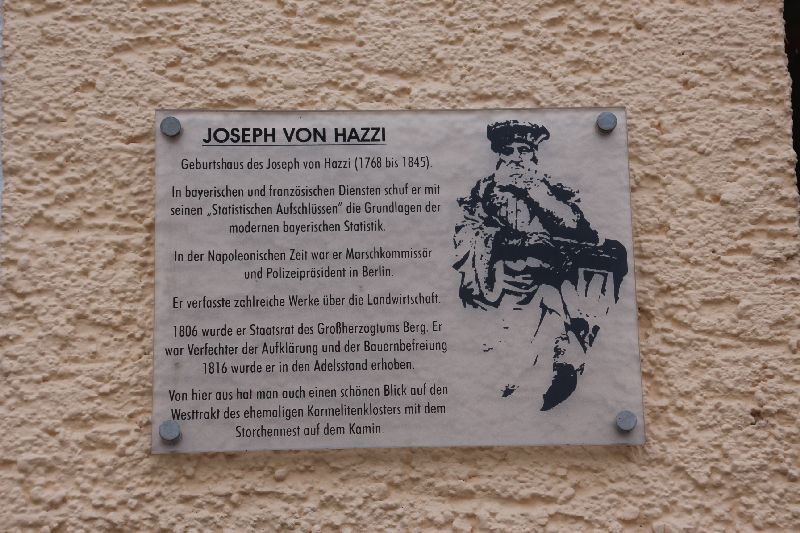 JOSEPH VON HAZZI
Geburtshaus des Joseph von Hazzi (1768 bis 1845).
In bayerischen und französischen Diensten schuf er mit
seinen „Statistischen Aufschlüssen" die Grundlagen der
modernen bayerischen Statistik.
In der Napoleonischen Zeit war er Marschkommissär
und Polizeipräsident in Berlin.
Er verfasste zahlreiche Werke über die Landwirtschaft.
1806 wurde er Staatsrat des Großherzogtums Berg. Er
war Verfechter der Aufklärung und der Bauernbefreiung
1816 wurde er in den Adelsstand erhoben.
Von hier aus hat man auch einen schönen Blick auf den
Westtrakt des ehemaligen Karmelitenklosters mit dem
Storchennest auf dem Kamin